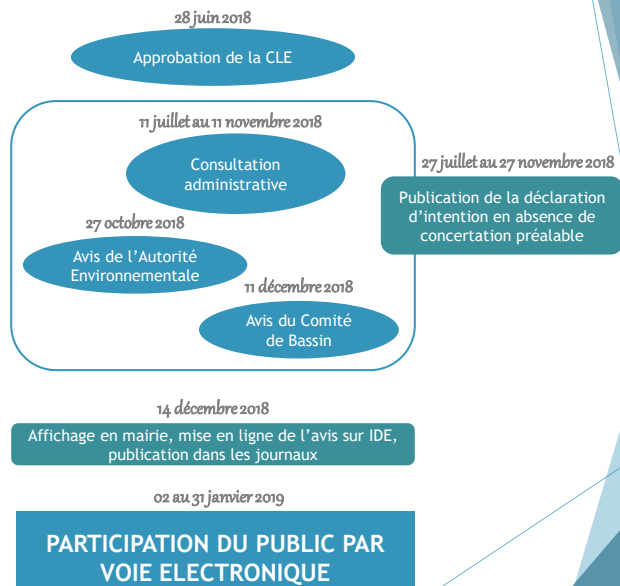 28 juin 2018
Approbation de la CLE
11 juillet au 11 novembre 2018
Consultation
administrative
27 juillet au 27 novembre 2018
Publication de la déclaration
d'intention en absence de
concertation préalable
27 octobre 2018
Avis de l'Autorité
Environnementale
11 décembre 2018
Avis du Comité
de Bassin
14 décembre 2018
Affichage en mairie, mise en ligne de l'avis sur IDE,
publication dans les journaux
02 au 31 janvier 2019
PARTICIPATION DU PUBLIC PAR
VOIE ELECTRONIQUE